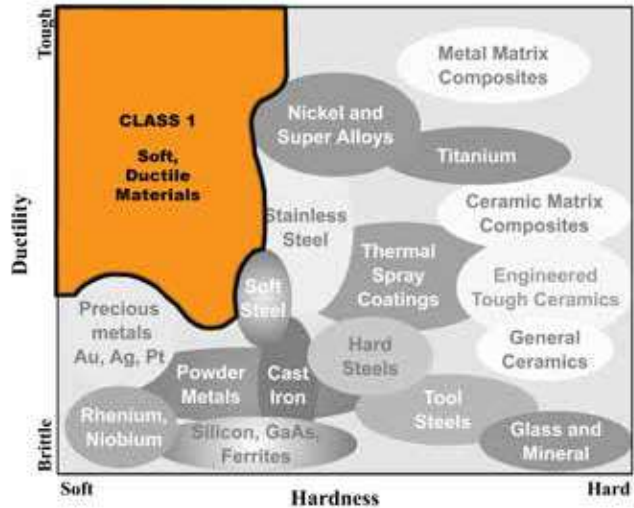 Tough
Ductility
Brittle
CLASS 1
Soft,
Ductile
Materials
Metal Matrix
Composites
Nickel and
Super Alloys
Titanium
Stainless
Steel
Ceramic Matrix
Composites
Thermal
Spray
Coatings
Engineered
Tough Ceramics
Soft
Steel
Precious
metals
Au, Ag, Pt
Hard
Steels
General
Ceramics
Powder
Metals
Cast
Iron
Tool
Steels
Rhenium,
Niobium
Silicon, GaAs,
Ferrites
Glass and
Mineral
Soft
Hardness
Hard